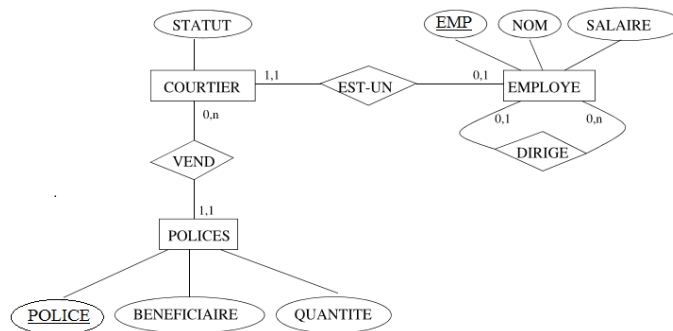 STATUT
EMP
NOM
SALAIRE
COURTIER
1,1
EST-UN
0,1
EMPLOYE
0,n
0,1
0,n
VEND
DIRIGE
1,1
POLICES
POLICE
BENEFICIAIRE
QUANTITE